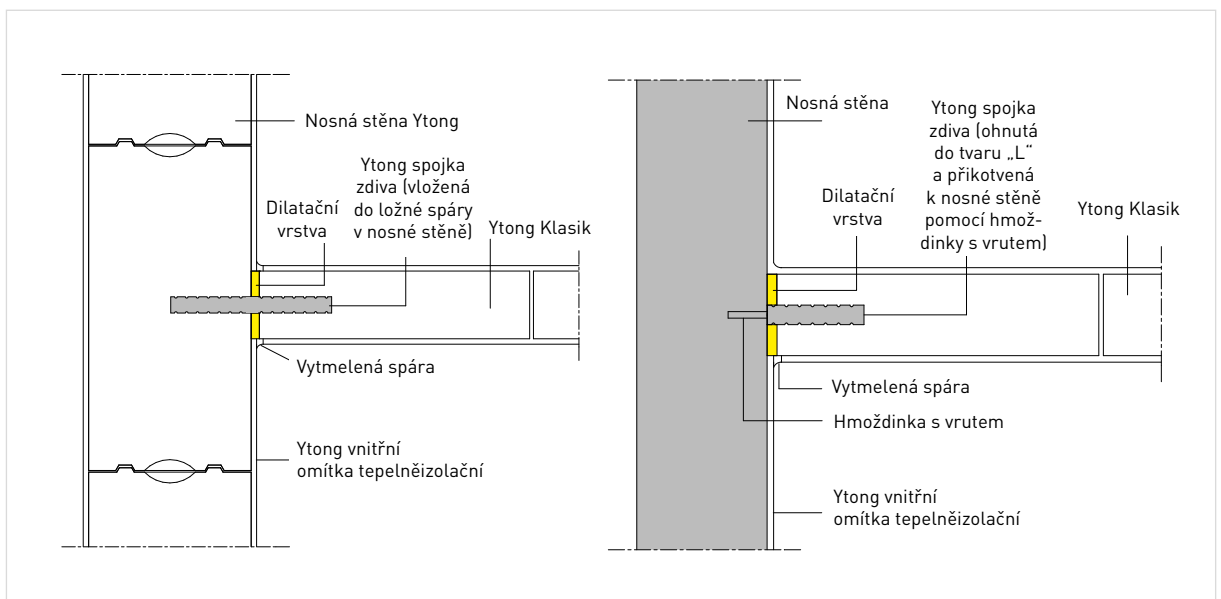 Nosná stěna Ytong
Ytong spojka
zdiva (vložená
do ložné spáry
v nosné stěně)
Dilatační
vrstva
Ytong Klasik
Vytmelená spára
Ytong vnitřní
omítka tepelněizolační
Nosná stěna
Ytong spojka
zdiva (ohnutá
do tvaru „L“
a přikotvená
k nosné stěně
pomocí hmož-
dinky s vrutem)
Dilatační
vrstva
Ytong Klasik
Vytmelená spára
Hmoždinka s vrutem
Ytong vnitřní
omítka tepelněizolační